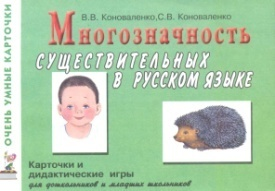 ОЧЕНЬ УМНЫЕ КАРТОЧКИ
В.В. Коноваленко, С.В. Коноваленко
Многозначность
СУЩЕСТВИТЕЛЬНЫХ
В РУССКОМ ЯЗЫКЕ
Карточки и
дидактические игры
для дошкольников и младших школьников